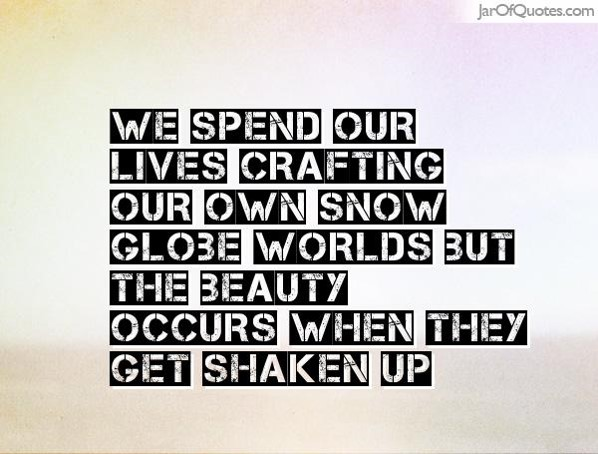 JarOfQuotes.com
WE SPEND OUR
LIVES CRAFTING
OUR OWN SNOW
GLOBE WORLDS BUT
THE BEAUTY
OCCURS WHEN THEY
GET SHAKEN UP